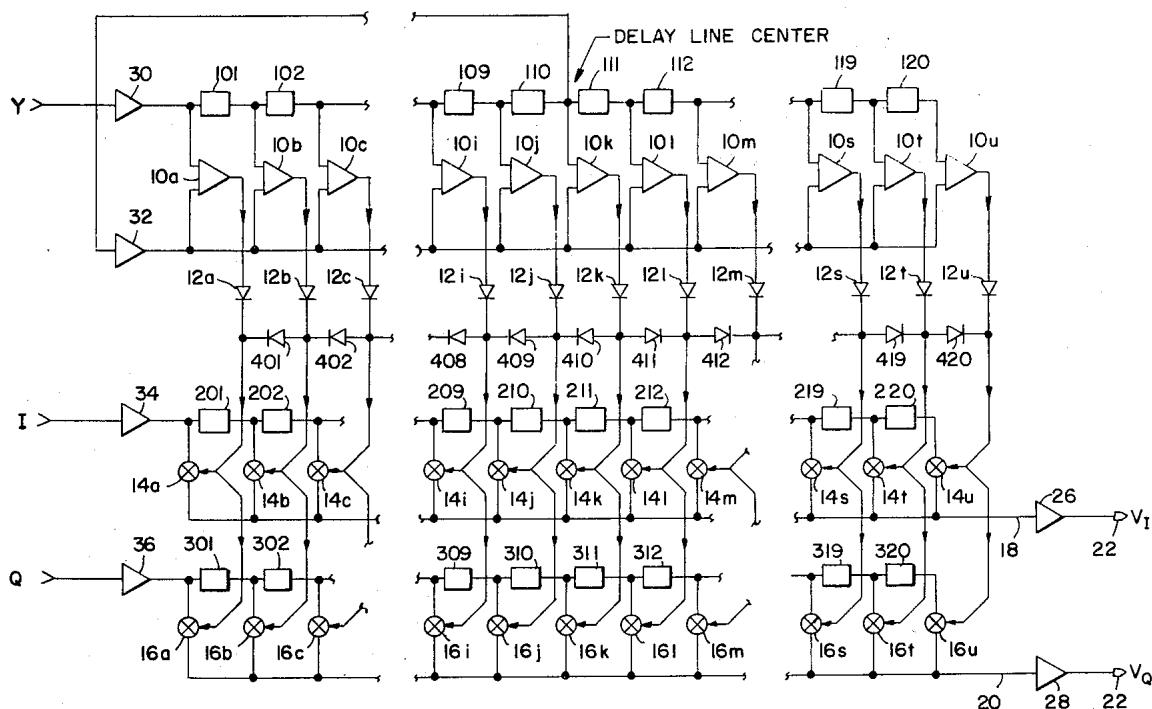 DELAY LINE CENTER
30 101 102 109 110 111 112 119 120
Y
10a 10b 10c 10i 10j 10k 10l 10m 10s 10t 10u
32
12a 12b 12c 12i 12j 12k 12l 12m 12s 12t 12u
401 402 408 409 410 411 412 419 420
34 201 202 209 210 211 212 219 220
I
14a 14b 14c 14i 14j 14k 14l 14m 14s 14t 14u 26
V_I
18 22
36 301 302 309 310 311 312 319 320
Q
16a 16b 16c 16i 16j 16k 16l 16m 16s 16t 16u
V_Q
20 28 22